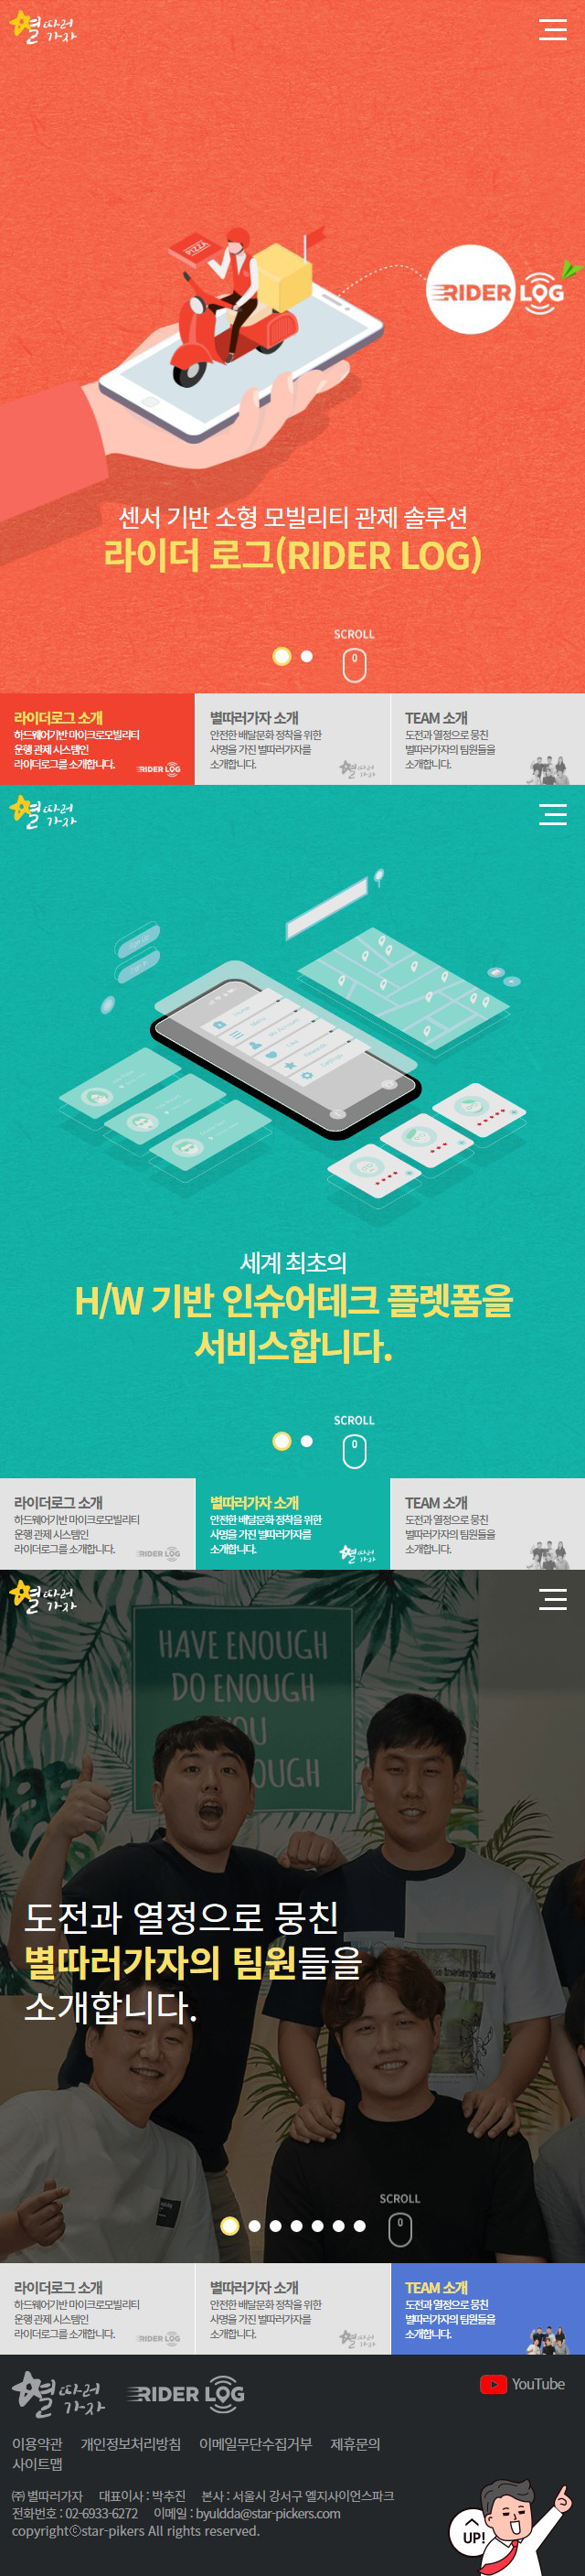 별따러
가자
PIZZA
RIDER LOG
센서 기반 소형 모빌리티 관제 솔루션
라이더 로그(RIDER LOG)
SCROLL
라이더로그 소개
하드웨어기반 마이크로모빌리티
운행 관제 시스템인
라이더로그를 소개합니다.
RIDER LOG
별따러가자 소개
안전한 배달문화 정착을 위한
사명을 가진 별따러가자를
소개합니다.
별따러
가자
TEAM 소개
도전과 열정으로 뭉친
별따러가자의 팀원들을
소개합니다.
별따러
가자
세계 최초의
H/W 기반 인슈어테크 플렛폼을
서비스합니다.
SCROLL
라이더로그 소개
하드웨어기반 마이크로모빌리티
운행 관제 시스템인
라이더로그를 소개합니다.
RIDER LOG
별따러가자 소개
안전한 배달문화 정착을 위한
사명을 가진 별따러가자를
소개합니다.
별따러
가자
TEAM 소개
도전과 열정으로 뭉친
별따러가자의 팀원들을
소개합니다.
별따러
가자
HAVE ENOUGH
DO ENOUGH
YOU
OUGH
도전과 열정으로 뭉친
별따러가자의 팀원들을
소개합니다.
SCROLL
라이더로그 소개
하드웨어기반 마이크로모빌리티
운행 관제 시스템인
라이더로그를 소개합니다.
RIDER LOG
별따러가자 소개
안전한 배달문화 정착을 위한
사명을 가진 별따러가자를
소개합니다.
별따러
가자
TEAM 소개
도전과 열정으로 뭉친
별따러가자의 팀원들을
소개합니다.
별따러
가자
RIDER LOG
YouTube
이용약관 개인정보처리방침 이메일무단수집거부 제휴문의
사이트맵
㈜ 별따러가자 대표이사 : 박추진 본사 : 서울시 강서구 엘지사이언스파크
전화번호 : 02-6933-6272 이메일 : byuldda@star-pickers.com
copyrightⓒstar-pikers All rights reserved.
UP!